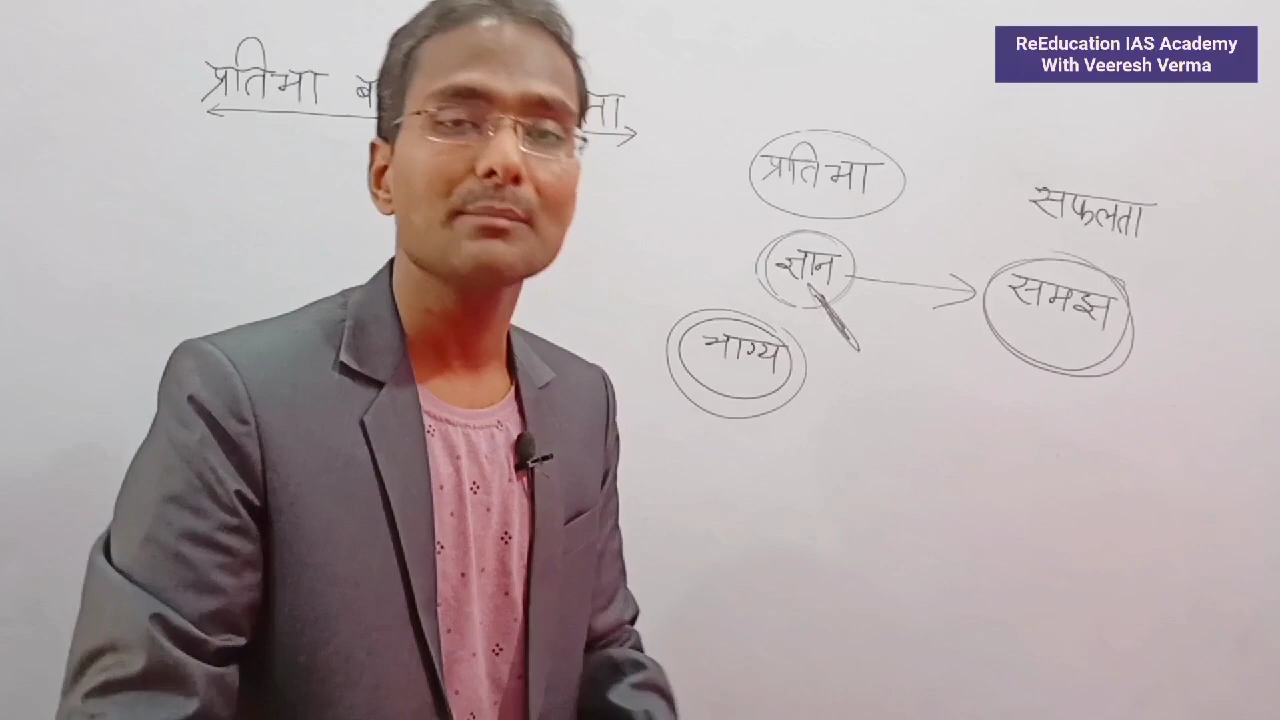 ReEducation IAS Academy
With Veeresh Verma
प्रतिभा
प्रतिभा
सफलता
ज्ञान
समझ
भाग्य